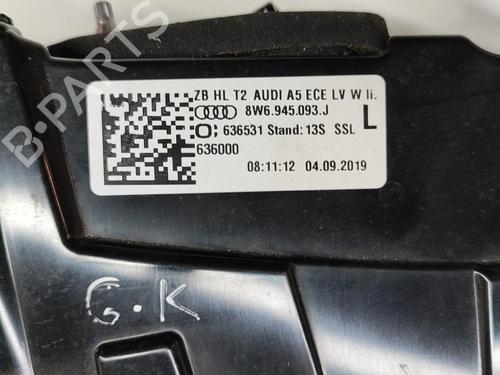 B-PARTS
ZB HL T2 AUDI A5 ECE LV W li.
8W6.945.093.J
636531 Stand: 13S SSL L
636000
08:11:12 04.09.2019
G.K